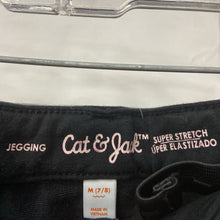 JEGGING
Cat & Jack™
SUPER STRETCH
SÚPER ELASTIZADO
M (7/8)
MADE IN
VIETNAM